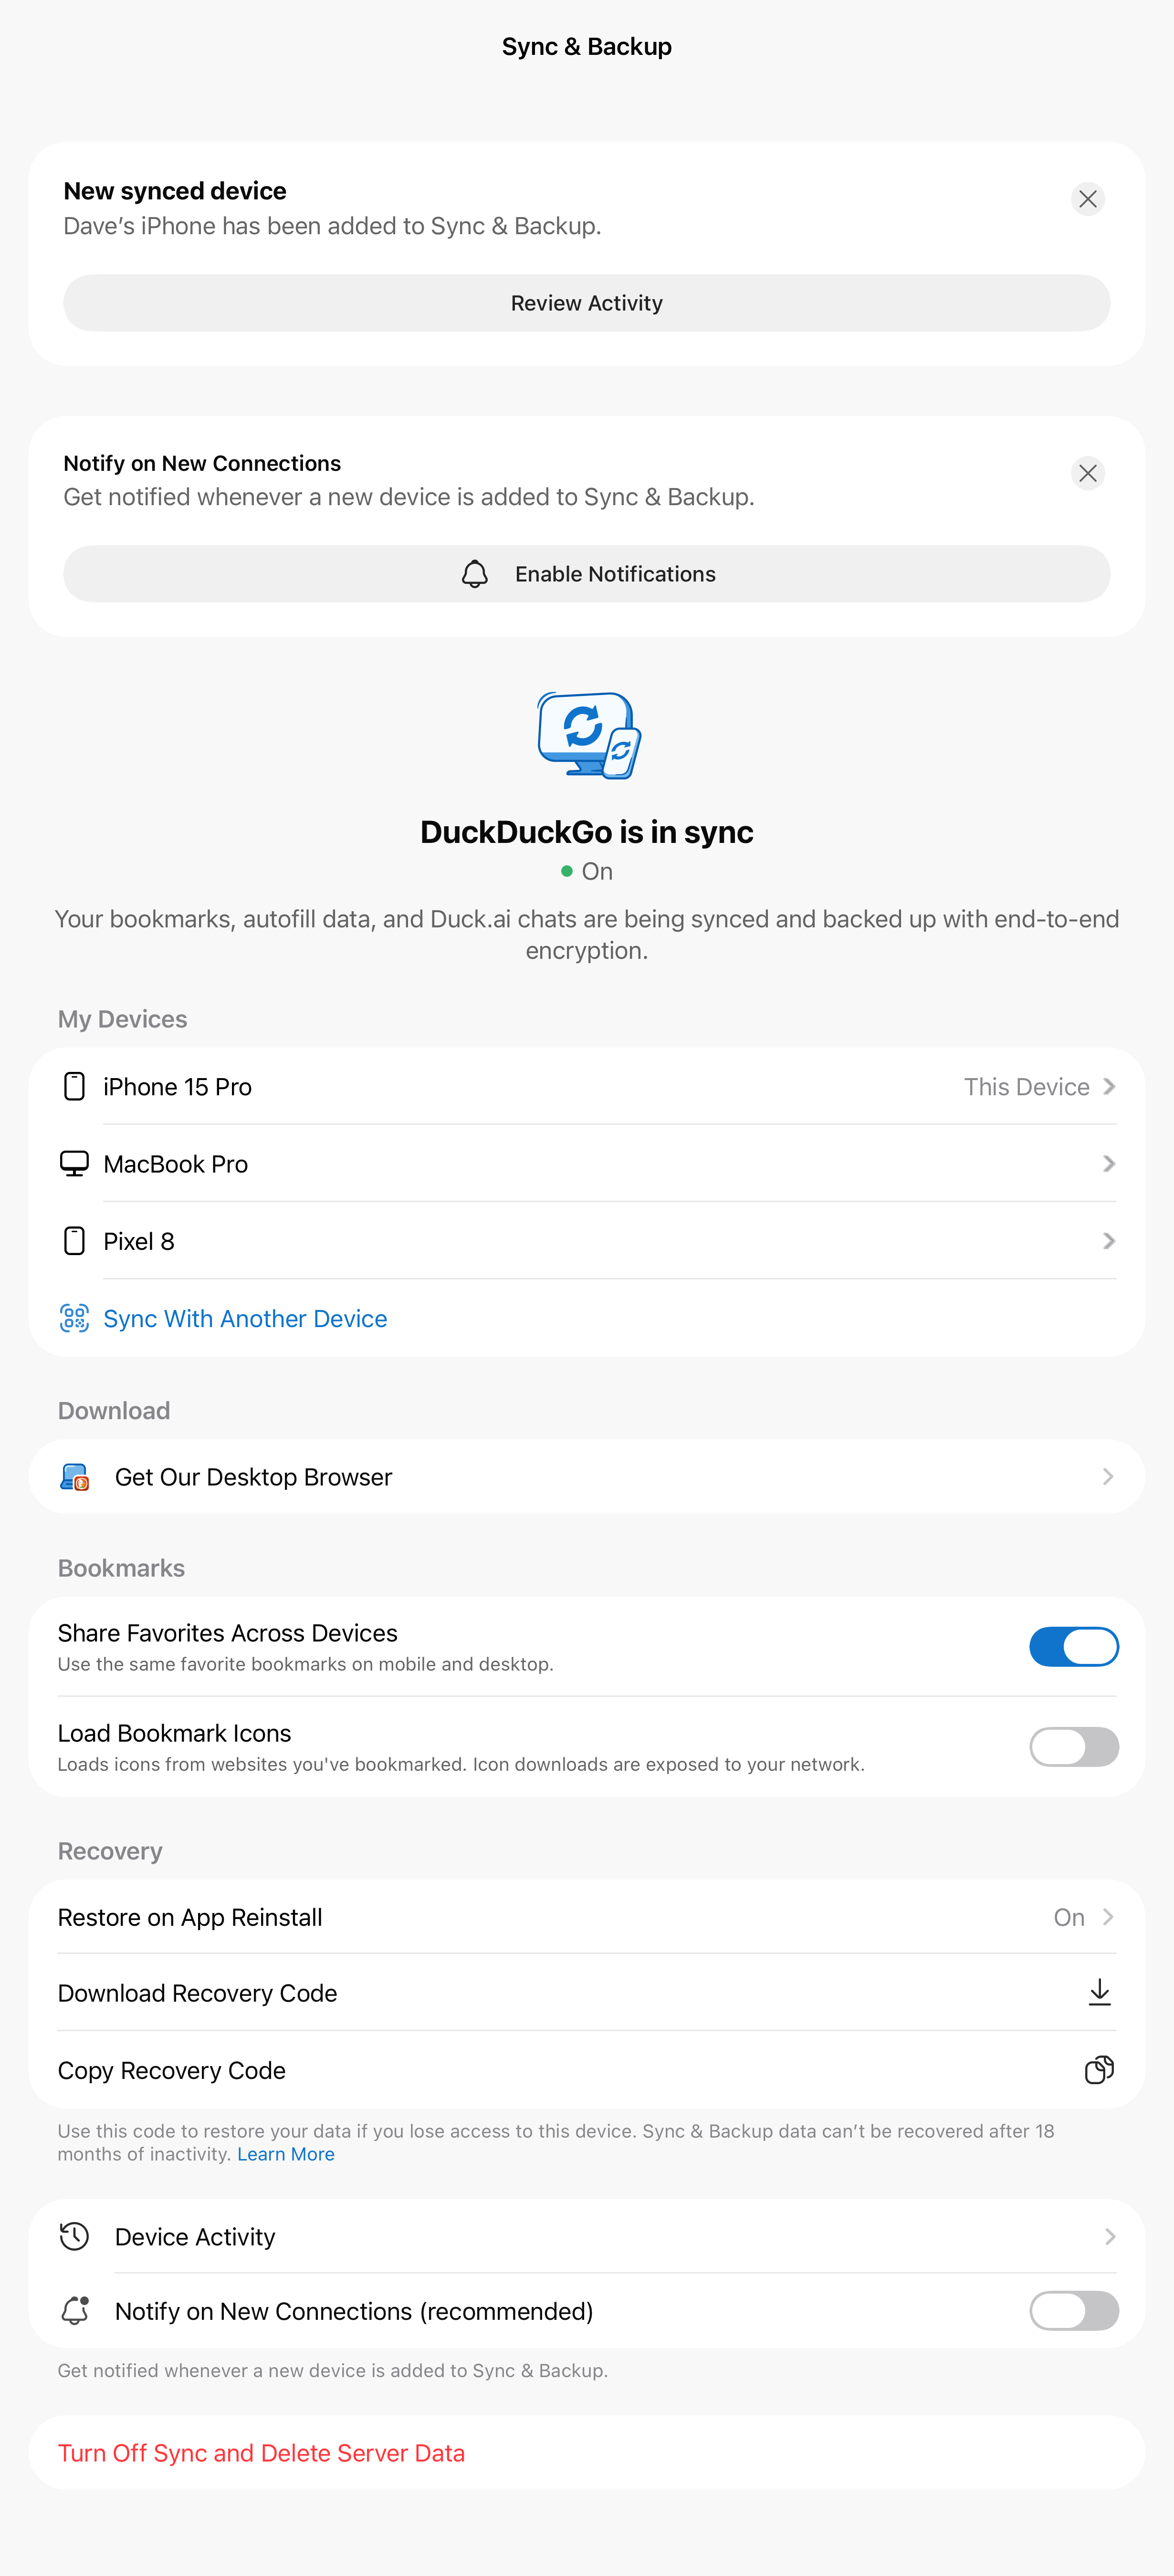 Sync & Backup
New synced device
Dave’s iPhone has been added to Sync & Backup.
Review Activity
Notify on New Connections
Get notified whenever a new device is added to Sync & Backup.
Enable Notifications
DuckDuckGo is in sync
On
Your bookmarks, autofill data, and Duck.ai chats are being synced and backed up with end-to-end
encryption.
My Devices
iPhone 15 Pro This Device
MacBook Pro
Pixel 8
Sync With Another Device
Download
Get Our Desktop Browser
Bookmarks
Share Favorites Across Devices
Use the same favorite bookmarks on mobile and desktop.
Load Bookmark Icons
Loads icons from websites you've bookmarked. Icon downloads are exposed to your network.
Recovery
Restore on App Reinstall On
Download Recovery Code
Copy Recovery Code
Use this code to restore your data if you lose access to this device. Sync & Backup data can’t be recovered after 18
months of inactivity. Learn More
Device Activity
Notify on New Connections (recommended)
Get notified whenever a new device is added to Sync & Backup.
Turn Off Sync and Delete Server Data